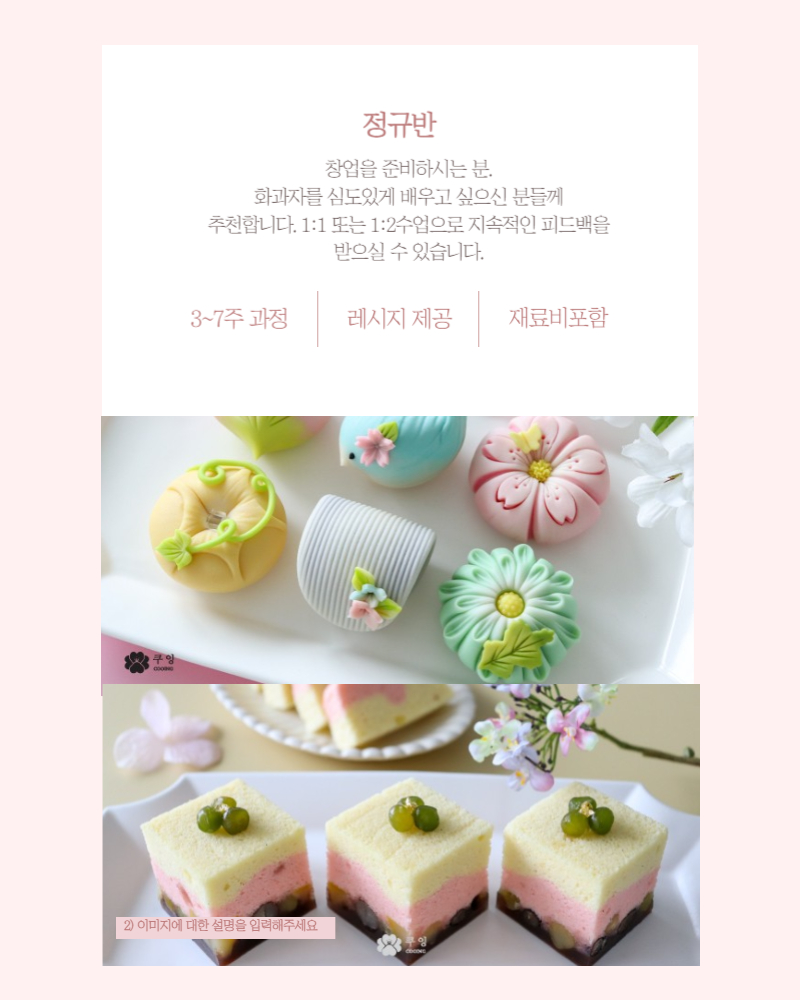 정규반
창업을 준비하시는 분.
화과자를 심도있게 배우고 싶으신 분들께
추천합니다. 1:1 또는 1:2수업으로 지속적인 피드백을
받으실 수 있습니다.
3~7주 과정
레시지 제공
재료비포함
쿠잉
COOING
2) 이미지에 대한 설명을 입력해주세요
쿠잉
COOING